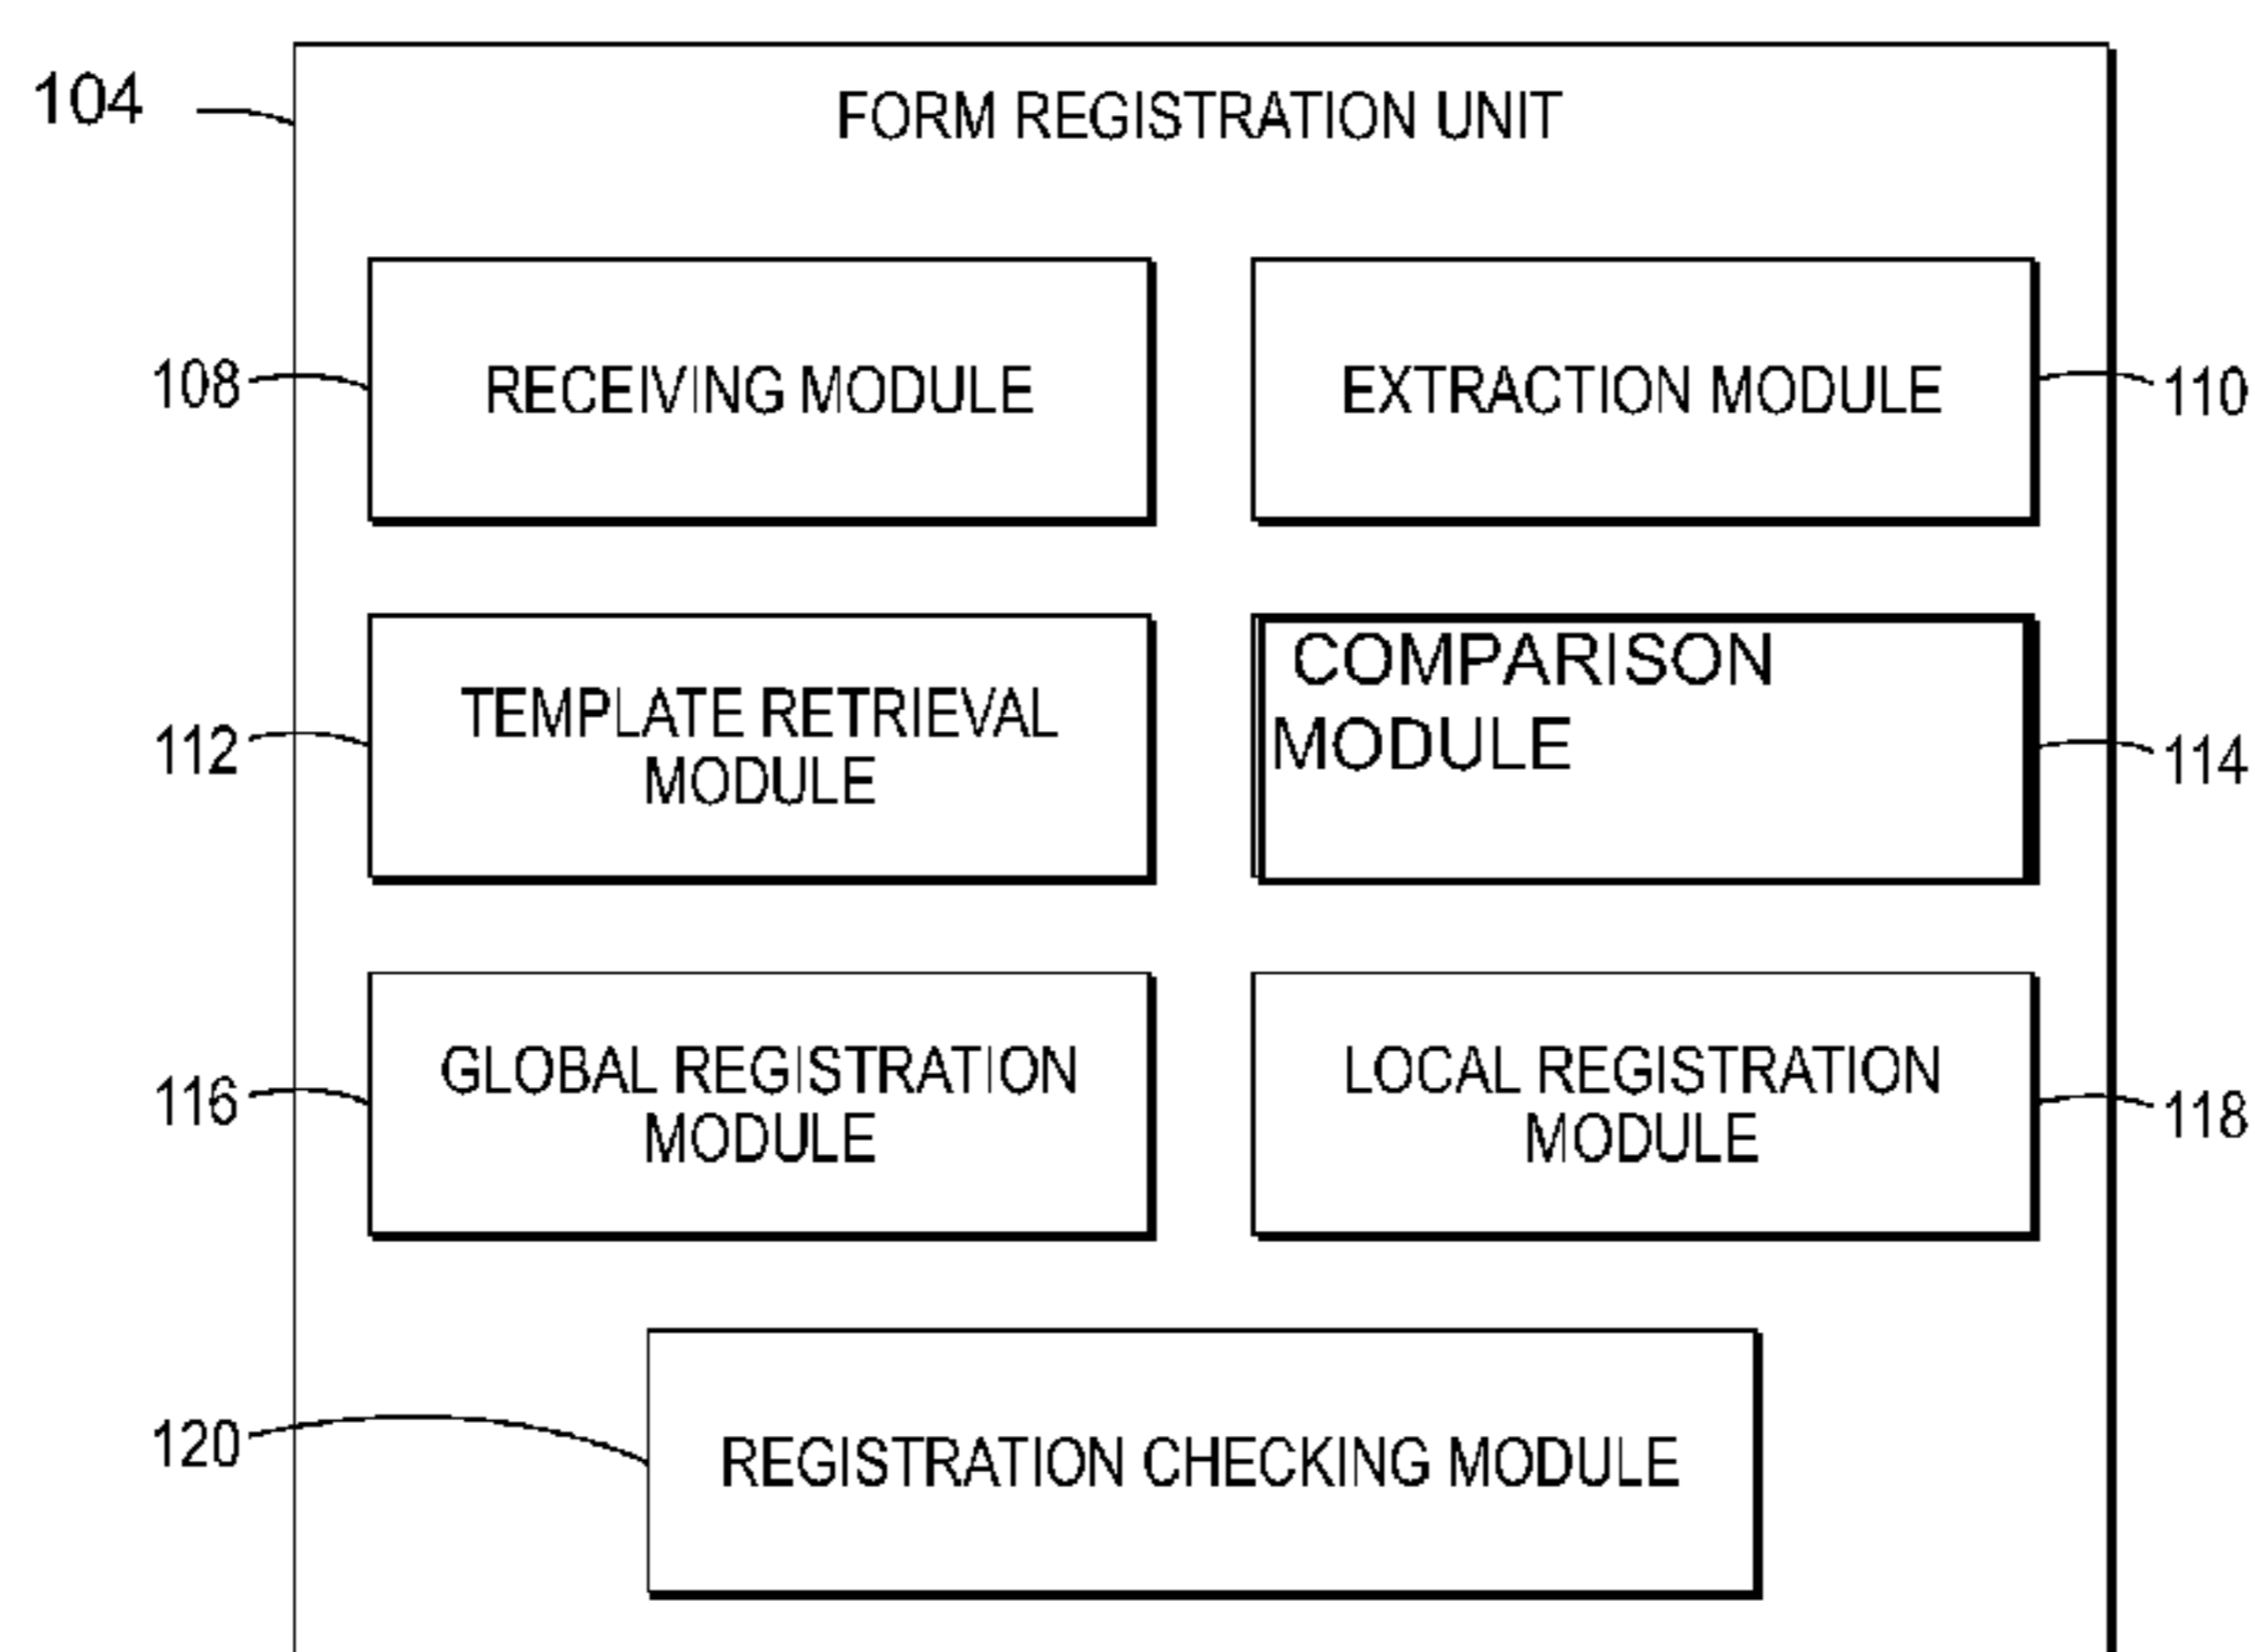 104
FORM REGISTRATION UNIT
108
RECEIVING MODULE
EXTRACTION MODULE
110
112
TEMPLATE RETRIEVAL
MODULE
COMPARISON
MODULE
114
116
GLOBAL REGISTRATION
MODULE
LOCAL REGISTRATION
MODULE
118
120
REGISTRATION CHECKING MODULE